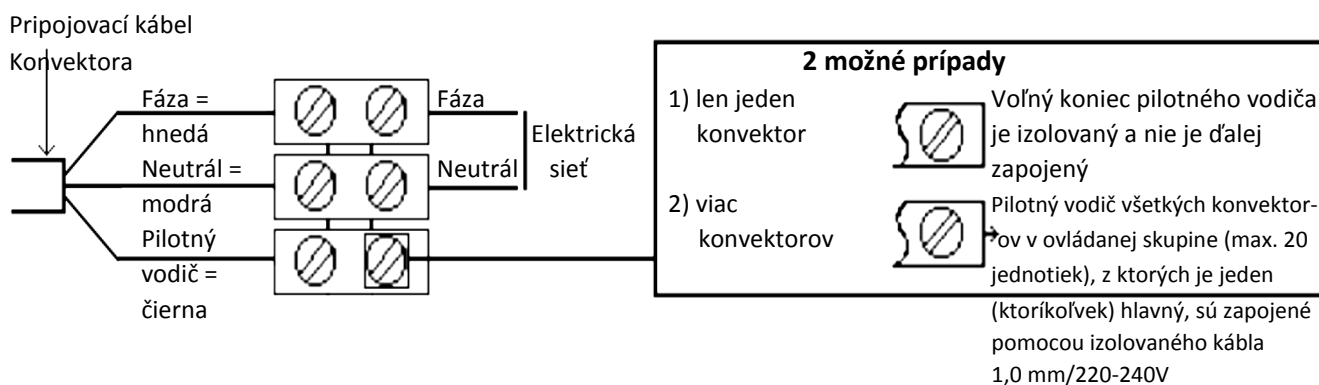 Pripojovací kábel
Konvektora
Fáza =
hnedá
Neutrál =
modrá
Pilotný
vodič =
čierna
Fáza
Neutrál
Elektrická
sieť
2 možné prípady
1) len jeden
konvektor
Voľný koniec pilotného vodiča
je izolovaný a nie je ďalej
zapojený
2) viac
konvektorov
Pilotný vodič všetkých konvektor-
ov v ovládanej skupine (max. 20
jednotiek), z ktorých je jeden
(ktoríkoľvek) hlavný, sú zapojené
pomocou izolovaného kábla
1,0 mm/220-240V